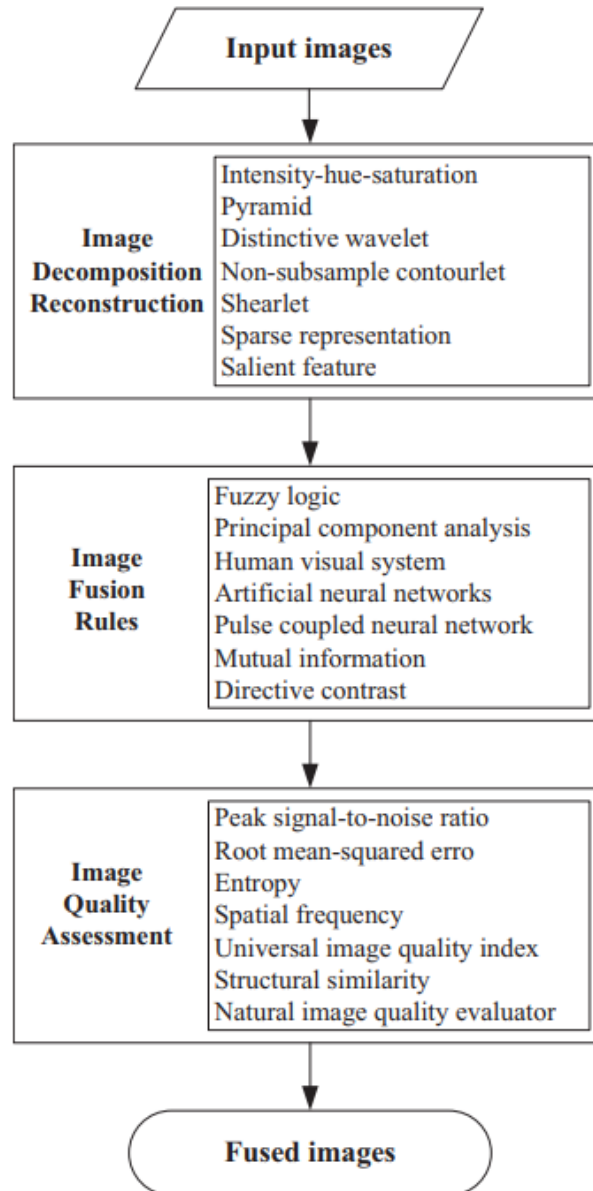 Input images
Image
Decomposition
Reconstruction
Intensity-hue-saturation
Pyramid
Distinctive wavelet
Non-subsample contourlet
Shearlet
Sparse representation
Salient feature
Image
Fusion
Rules
Fuzzy logic
Principal component analysis
Human visual system
Artificial neural networks
Pulse coupled neural network
Mutual information
Directive contrast
Image
Quality
Assessment
Peak signal-to-noise ratio
Root mean-squared erro
Entropy
Spatial frequency
Universal image quality index
Structural similarity
Natural image quality evaluator
Fused images